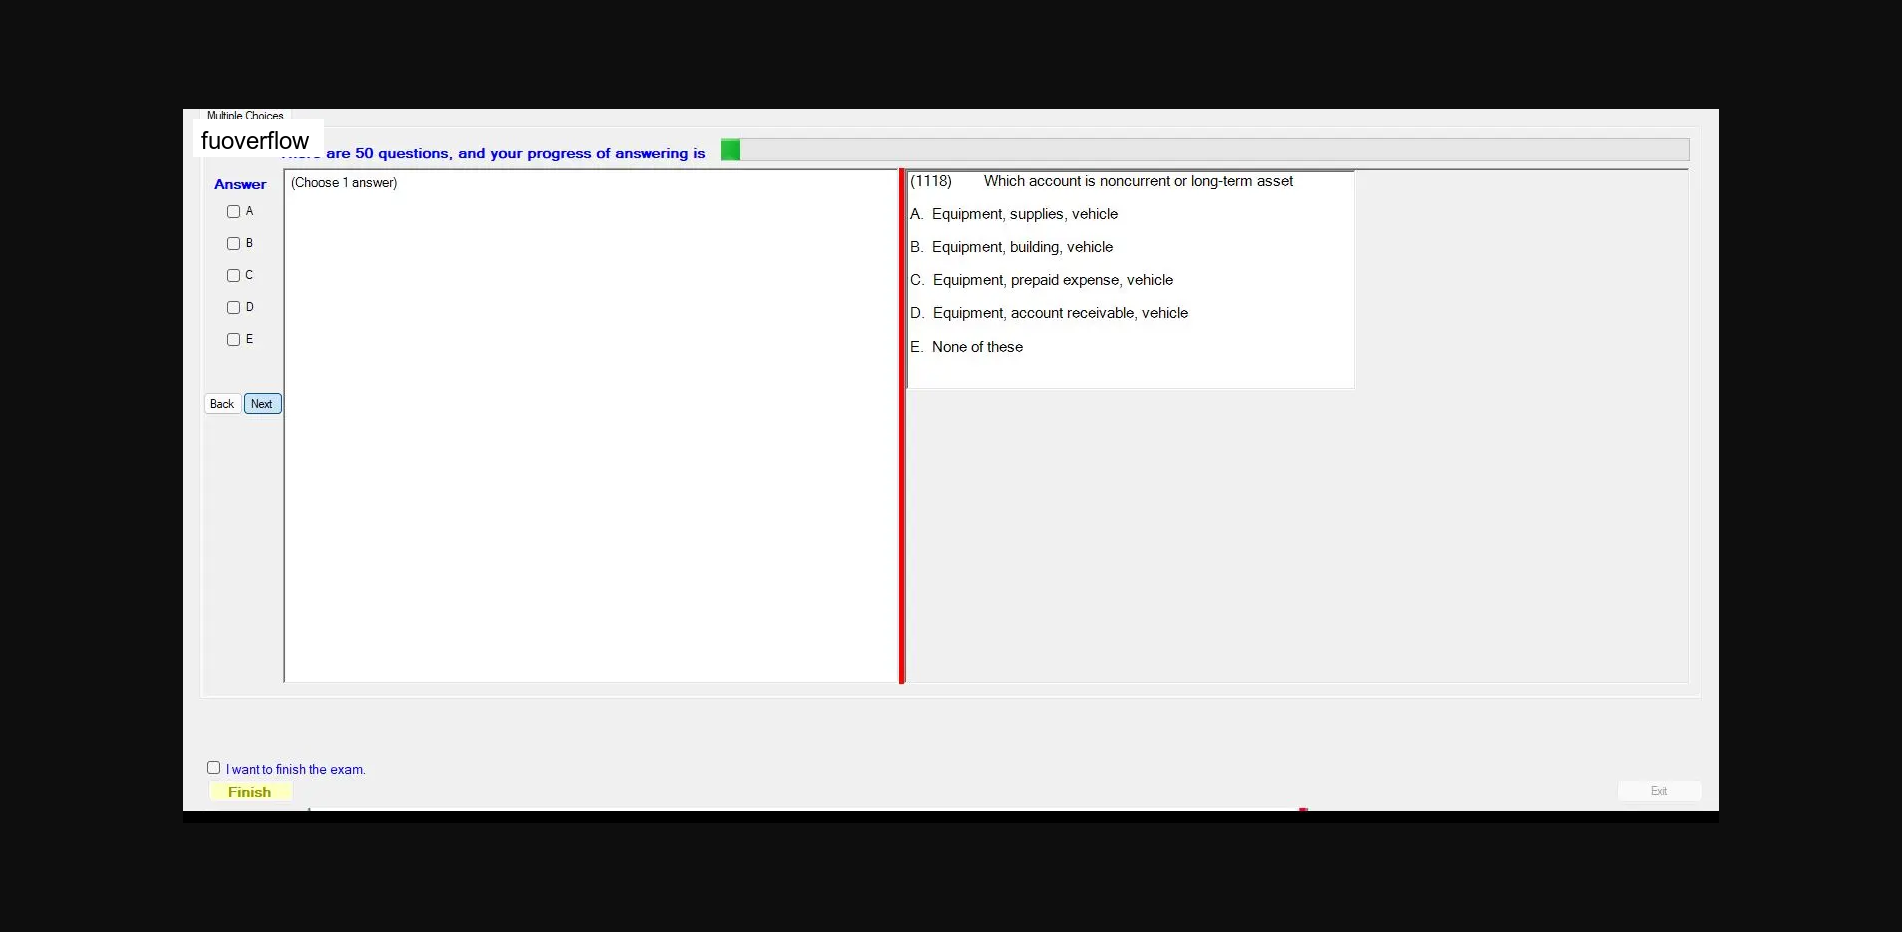 Multiple Choices
fuoverflow
are 50 questions, and your progress of answering is
Answer
(Choose 1 answer)
A
B
C
D
E
Back Next
(1118) Which account is noncurrent or long-term asset
A. Equipment, supplies, vehicle
B. Equipment, building, vehicle
C. Equipment, prepaid expense, vehicle
D. Equipment, account receivable, vehicle
E. None of these
I want to finish the exam.
Finish
Exit